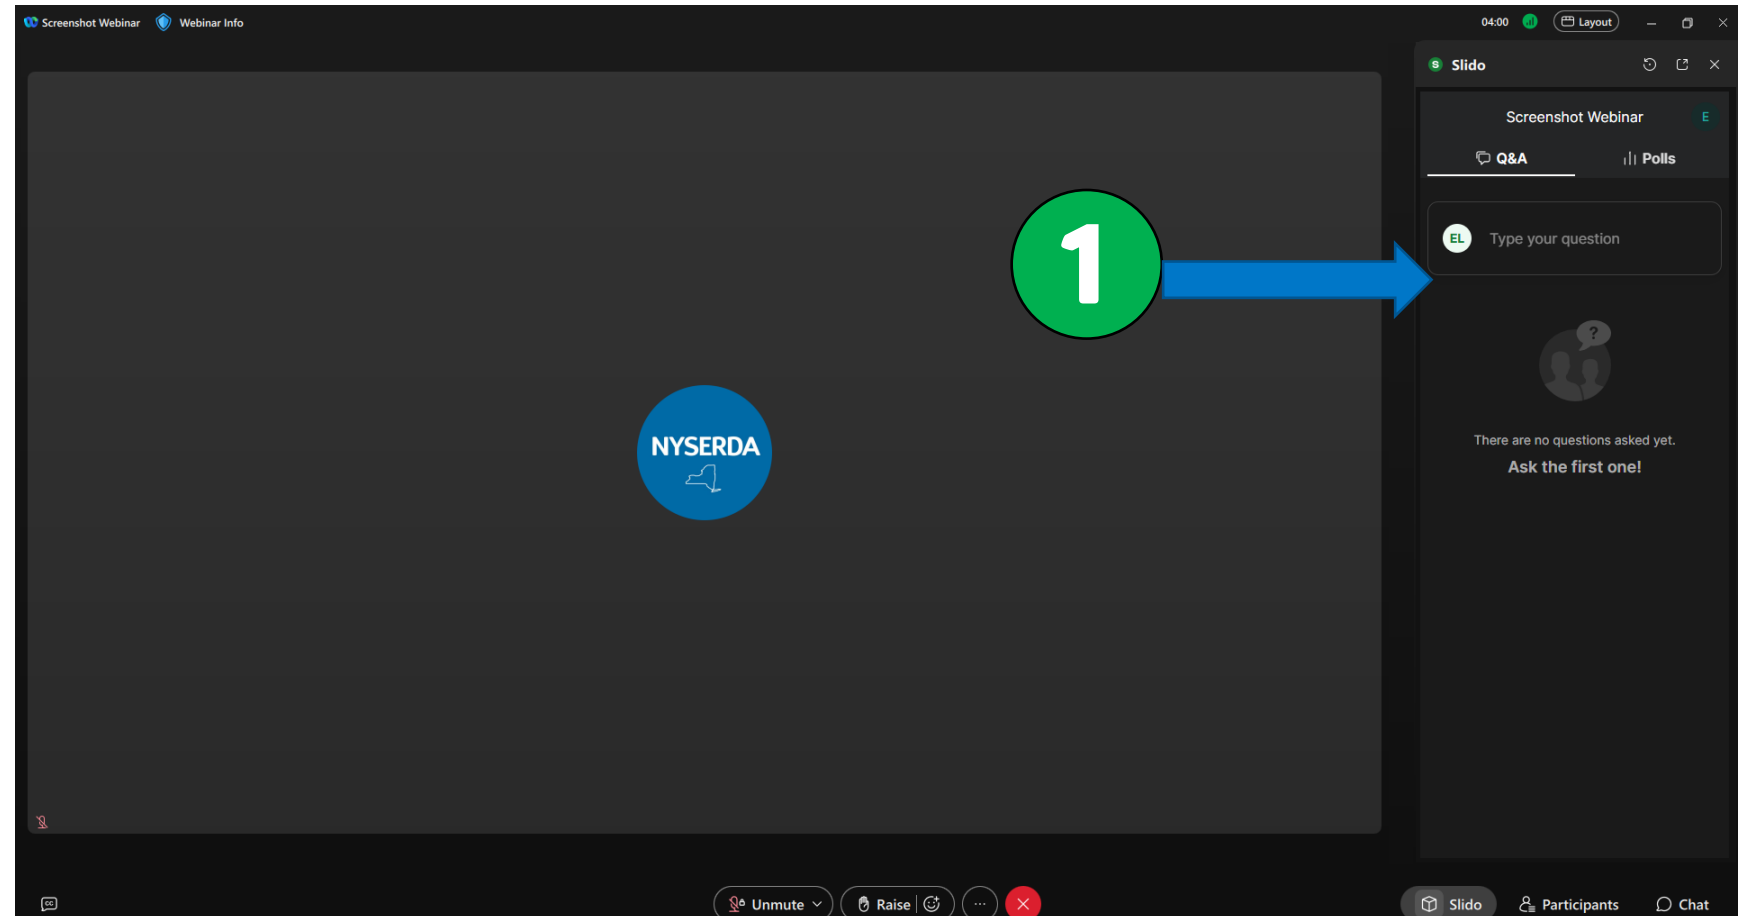 Screenshot Webinar Webinar Info 04:00 Layout
S Slido
Screenshot Webinar E
Q&A Polls
1
EL Type your question
?
There are no questions asked yet.
Ask the first one!
NYSERDA
CC Unmute Raise Slido Participants Chat